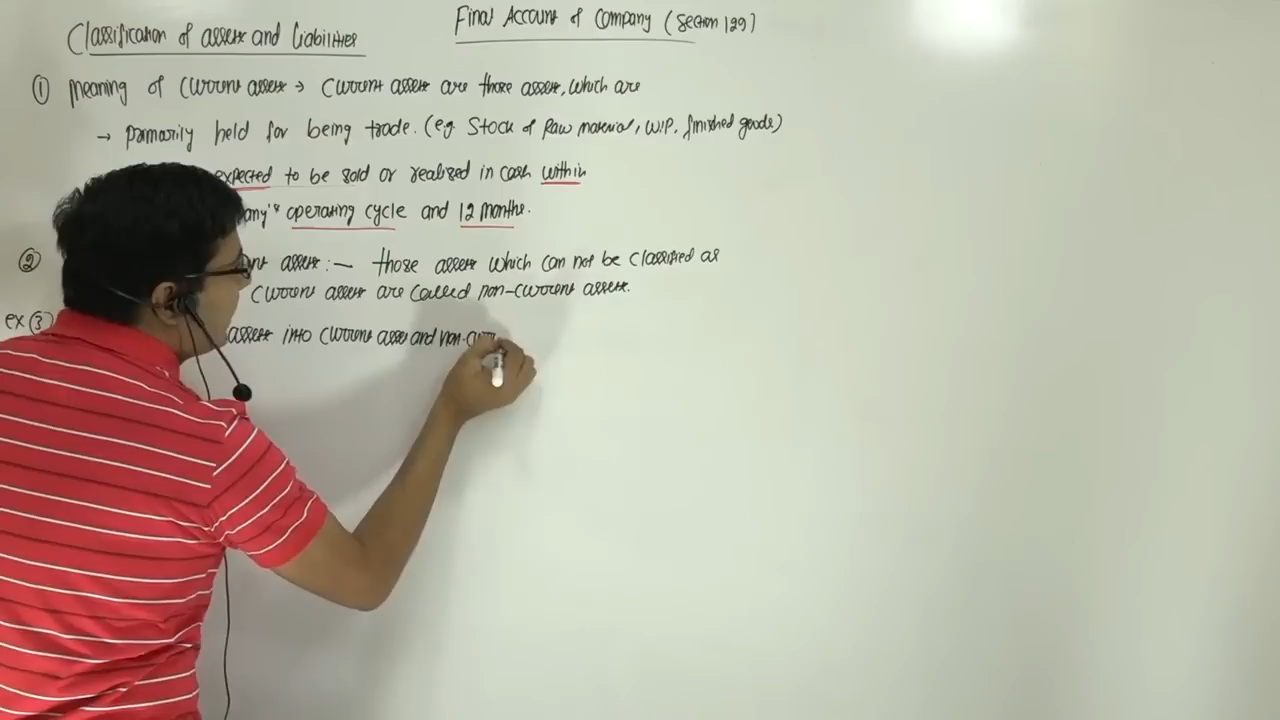 Final Account of Company (Section 129)
Classification of assets and Liabilities
① Meaning of Current assets → Current assets are those assets, which are
→ primarily held for being trade. (eg. Stock of Raw material, WIP, finished goods)
expected to be sold or realised in cash within
operating cycle and 12 months.
② assets :— those assets which can not be classified as
Current assets are called non-current assets.
ex (3) assets into Current asset and non-